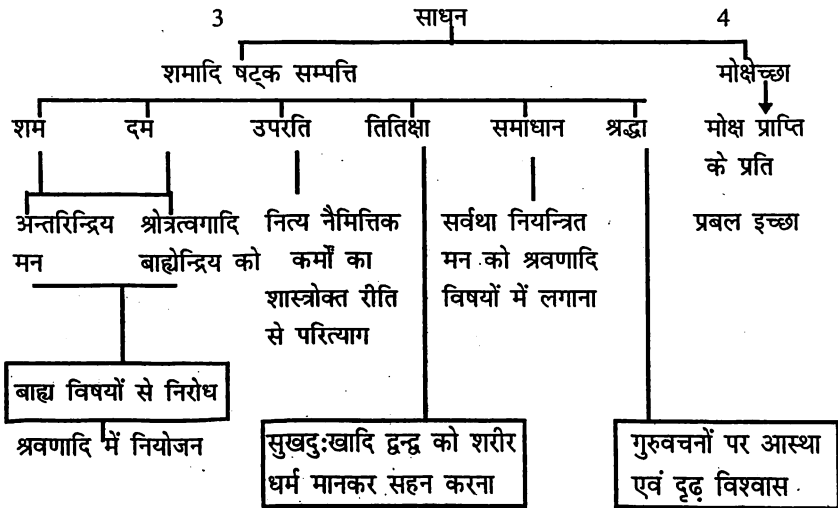 3 साधन 4
शमादि षट्क सम्पत्ति मोक्षेच्छा
शम दम उपरति तितिक्षा समाधान श्रद्धा मोक्ष प्राप्ति
के प्रति
अन्तरिन्द्रिय श्रोत्रत्वगादि नित्य नैमित्तिक सर्वथा नियन्त्रित प्रबल इच्छा
मन बाह्येन्द्रिय को कर्मों का मन को श्रवणादि
शास्त्रोक्त रीति विषयों में लगाना
से परित्याग
बाह्य विषयों से निरोध
श्रवणादि में नियोजन सुखदुःखादि द्वन्द्व को शरीर गुरुवचनों पर आस्था
धर्म मानकर सहन करना एवं दृढ़ विश्वास